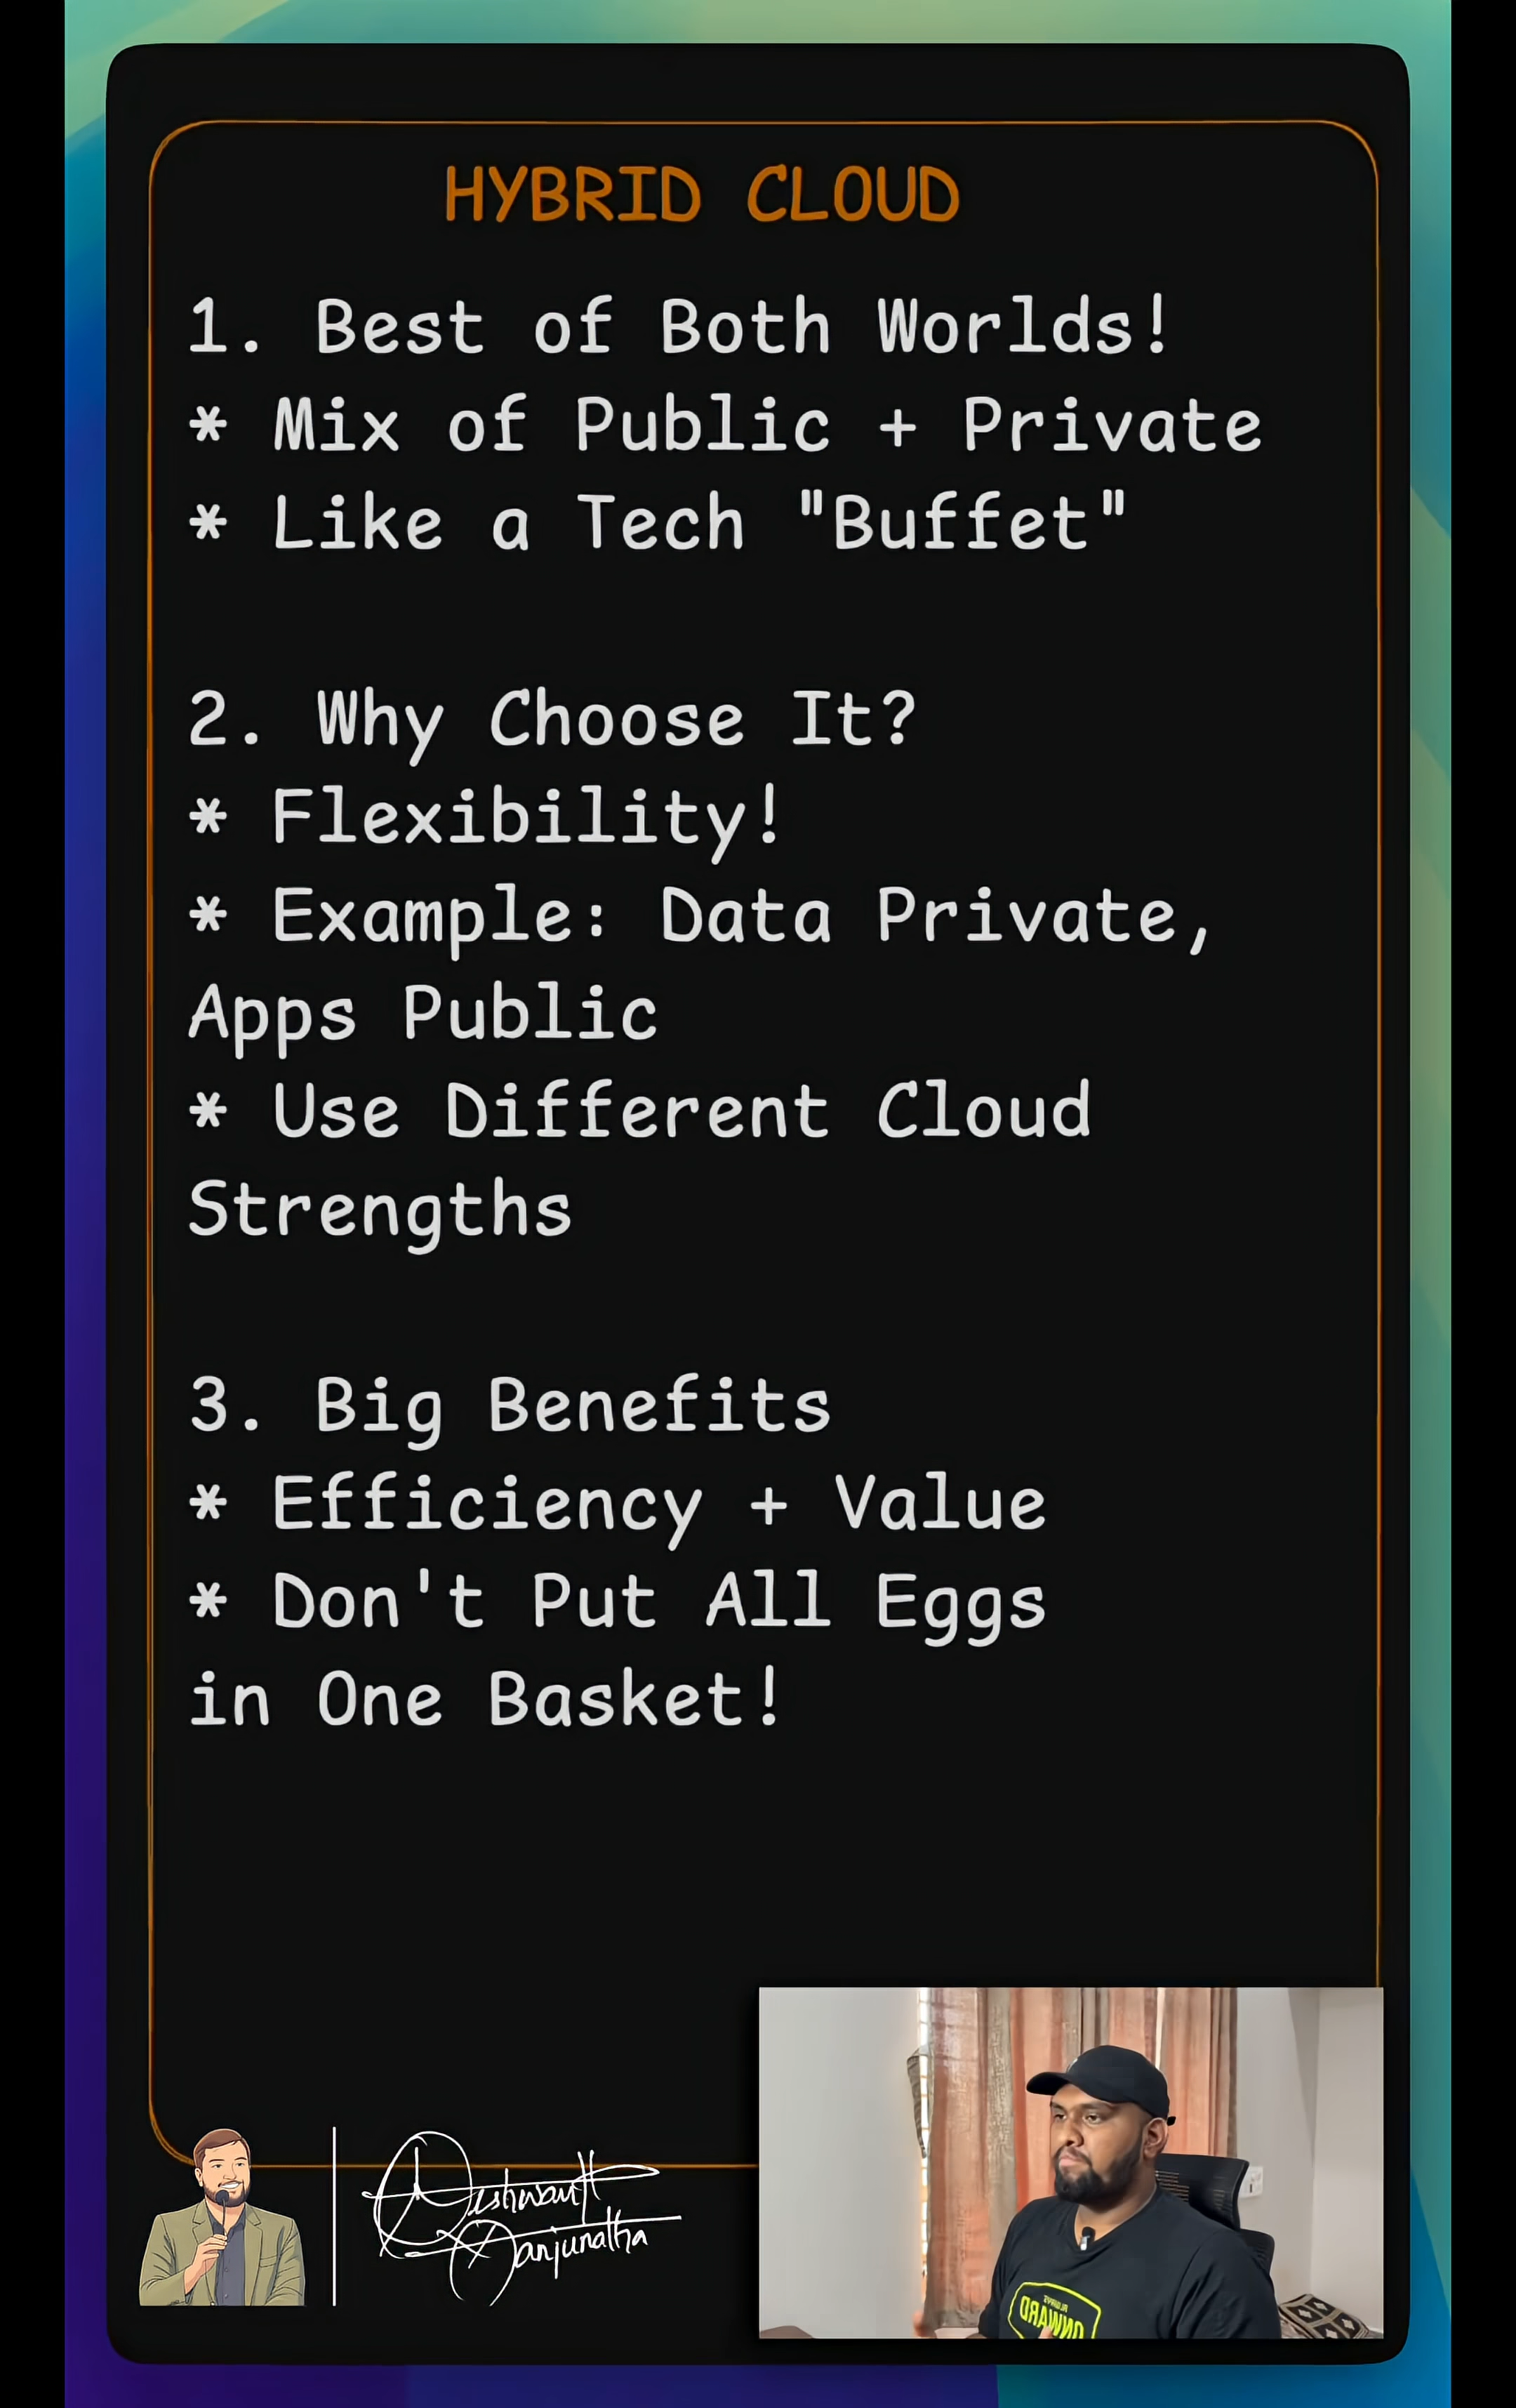 HYBRID CLOUD
1. Best of Both Worlds!
* Mix of Public + Private
* Like a Tech "Buffet"
2. Why Choose It?
* Flexibility!
* Example: Data Private,
Apps Public
* Use Different Cloud
Strengths
3. Big Benefits
* Efficiency + Value
* Don't Put All Eggs
in One Basket!
ALWAYS
ONWARD